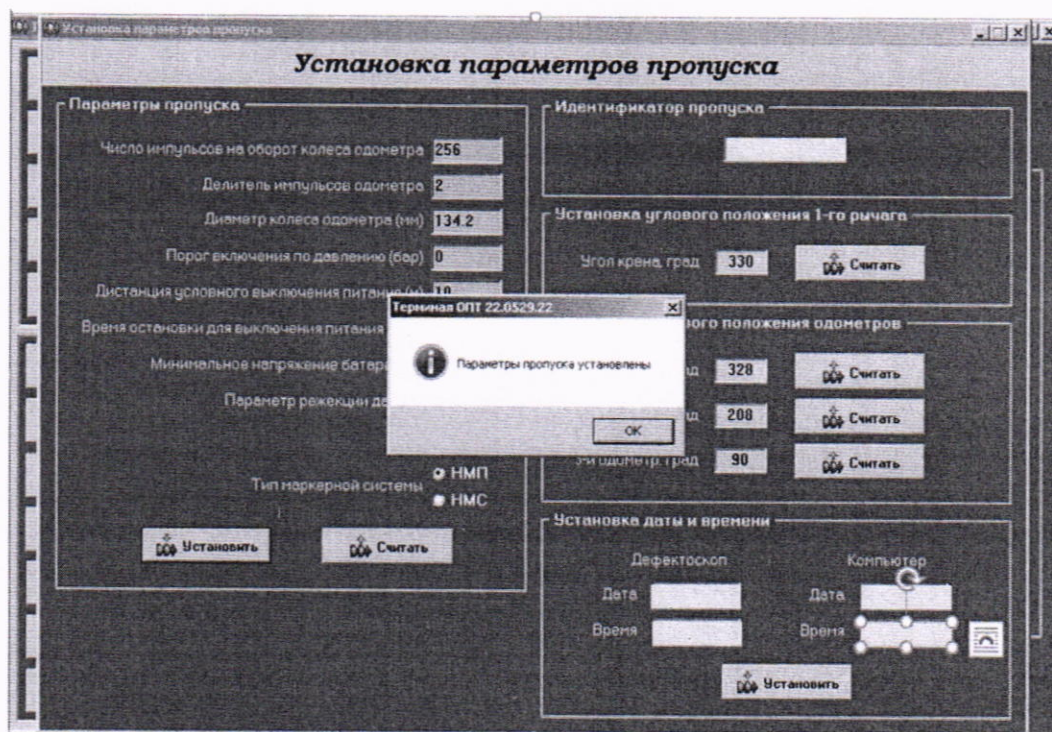 Установка параметров пропуска
Установка параметров пропуска
Параметры пропуска
Число импульсов на оборот колеса одометра 256
Делитель импульсов одометра 2
Диаметр колеса одометра (мм) 134.2
Порог включения по давлению (бар) 0
Дистанция условного выключения питания (м) 10
Время остановки для выключения питания
Минимальное напряжение
Параметр режекции
Тип маркерной системы
НМП
НМС
Установить
Считать
Терминал ОПТ 22.0529.22
Параметры пропуска установлены
OK
Идентификатор пропуска
Установка углового положения 1-го рычага
Угол крена, град 330 Считать
положения одометров
328 Считать
208 Считать
одометр, град 90 Считать
Установка даты и времени
Дефектоскоп
Компьютер
Дата
Дата
Время
Время
Установить